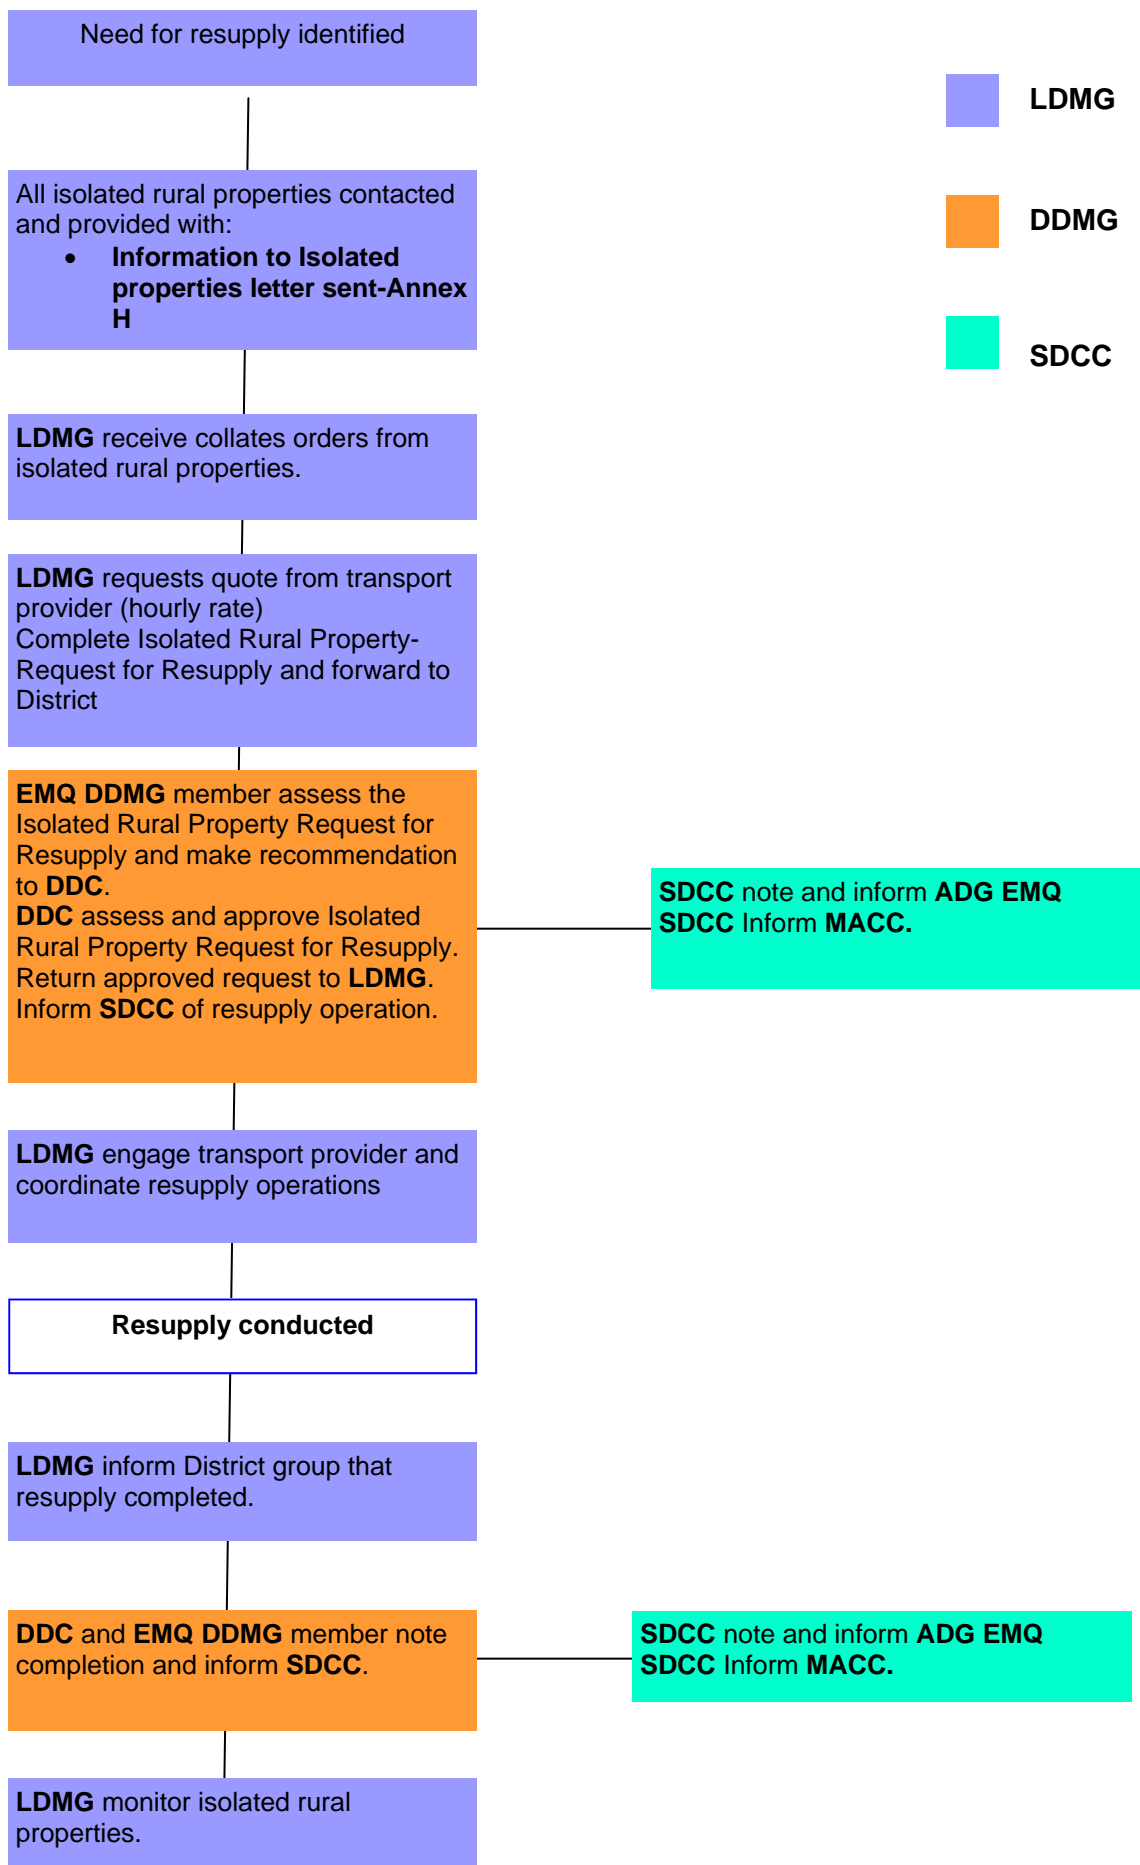 Need for resupply identified
LDMG
DDMG
SDCC
All isolated rural properties contacted
and provided with:
• Information to Isolated
properties letter sent-Annex
H
LDMG receive collates orders from
isolated rural properties.
LDMG requests quote from transport
provider (hourly rate)
Complete Isolated Rural Property-
Request for Resupply and forward to
District
EMQ DDMG member assess the
Isolated Rural Property Request for
Resupply and make recommendation
to DDC.
DDC assess and approve Isolated
Rural Property Request for Resupply.
Return approved request to LDMG.
Inform SDCC of resupply operation.
SDCC note and inform ADG EMQ
SDCC Inform MACC.
LDMG engage transport provider and
coordinate resupply operations
Resupply conducted
LDMG inform District group that
resupply completed.
DDC and EMQ DDMG member note
completion and inform SDCC.
SDCC note and inform ADG EMQ
SDCC Inform MACC.
LDMG monitor isolated rural
properties.